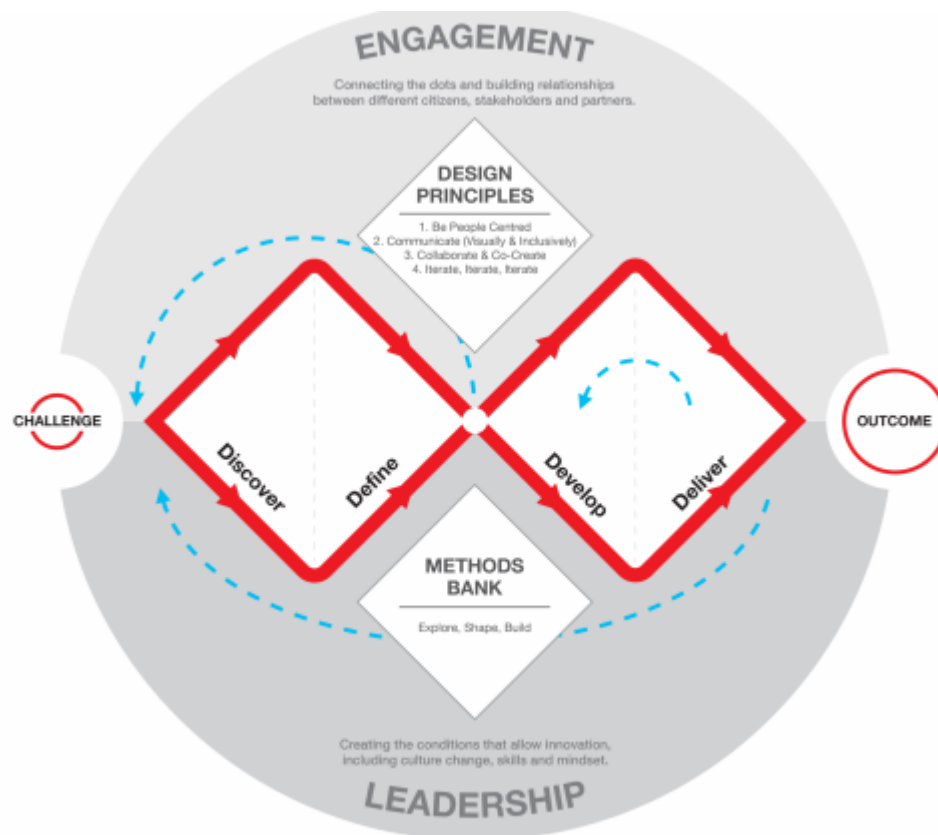 ENGAGEMENT
Connecting the dots and building relationships
between different citizens, stakeholders and partners.
DESIGN
PRINCIPLES
1. Be People Centred
2. Communicate (Visually & Inclusively)
3. Collaborate & Co-Create
4. Iterate, Iterate, Iterate
CHALLENGE
OUTCOME
Discover
Define
Develop
Deliver
METHODS
BANK
Explore, Shape, Build
Creating the conditions that allow innovation,
including culture change, skills and mindset.
LEADERSHIP